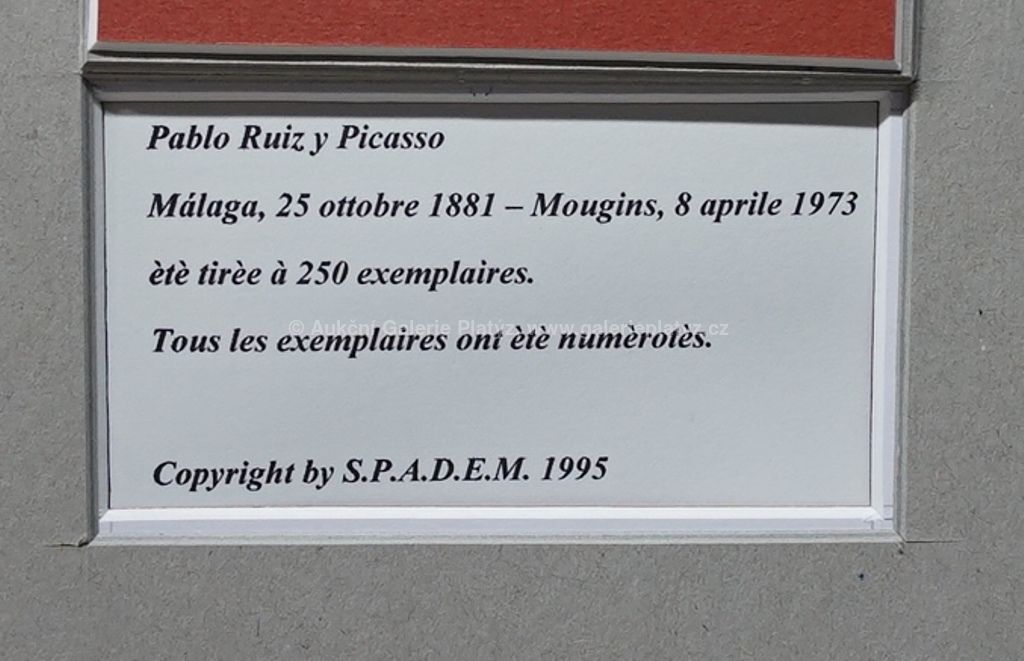 Pablo Ruiz y Picasso
Málaga, 25 ottobre 1881 – Mougins, 8 aprile 1973
ètè tirèe à 250 exemplaires.
© Aukční Galerie Platýz, www.galerieplatyz.cz
Tous les exemplaires ont ètè numèrotès.
Copyright by S.P.A.D.E.M. 1995